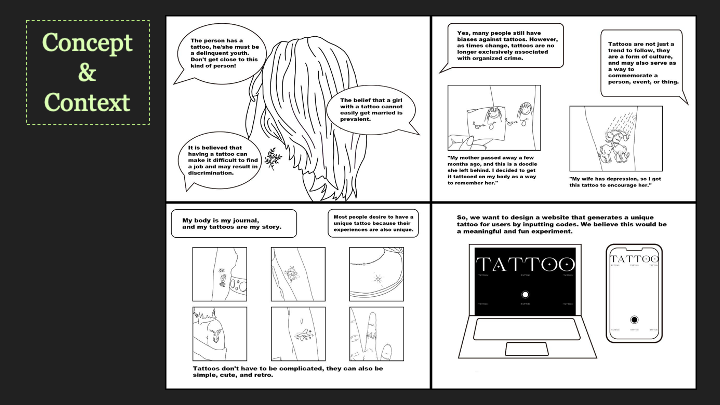 Concept
&
Context
The person has a
tattoo, he/she must be
a delinquent youth.
Don't get close to this
kind of person!
The belief that a girl
with a tattoo cannot
easily get married is
prevalent.
It is believed that
having a tattoo can
make it difficult to find
a job and may result in
discrimination.
Yes, many people still have
biases against tattoos. However,
as times change, tattoos are no
longer exclusively associated
with organized crime.
Tattoos are not just a
trend to follow, they
are a form of culture,
and may also serve as
a way to
commemorate a
person, event, or thing.
"My mother passed away a few
months ago, and this is a doodle
she left behind. I decided to get
it tattooed on my body as a way
to remember her."
"My wife has depression, so I got
this tattoo to encourage her."
My body is my journal,
and my tattoos are my story.
Most people desire to have a
unique tattoo because their
experiences are also unique.
Tattoos don't have to be complicated, they can also be
simple, cute, and retro.
So, we want to design a website that generates a unique
tattoo for users by inputting codes. We believe this would be
a meaningful and fun experiment.
TATTOO
TATTOO